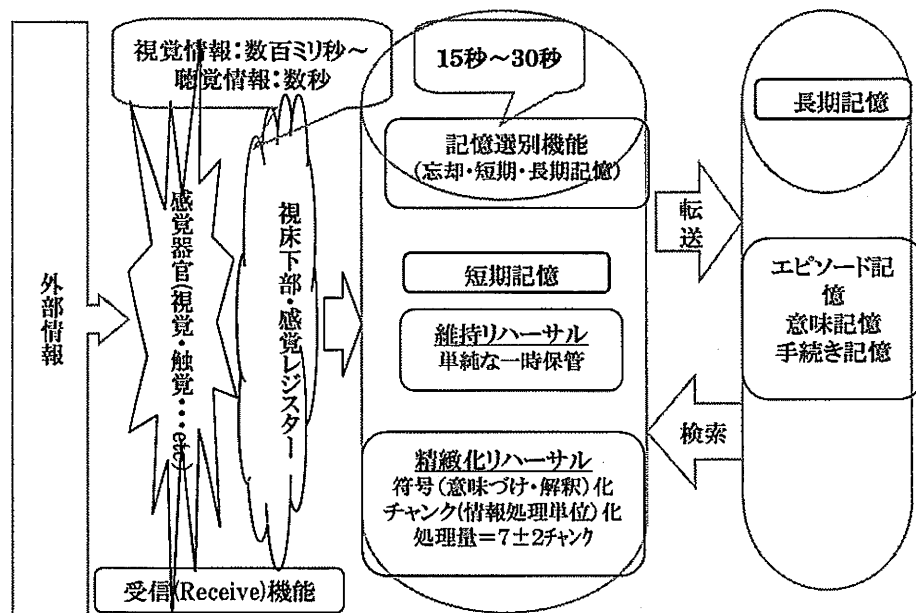 外部情報
視覚情報:数百ミリ秒～
聴覚情報:数秒
感覚器官(視覚・触覚・・・etc)
視床下部・感覚レジスター
受信(Receive)機能
15秒～30秒
記憶選別機能
(忘却・短期・長期記憶)
短期記憶
維持リハーサル
単純な一時保管
精緻化リハーサル
符号(意味づけ・解釈)化
チャンク(情報処理単位)化
処理量=7±2チャンク
転送
検索
長期記憶
エピソード記
憶
意味記憶
手続き記憶